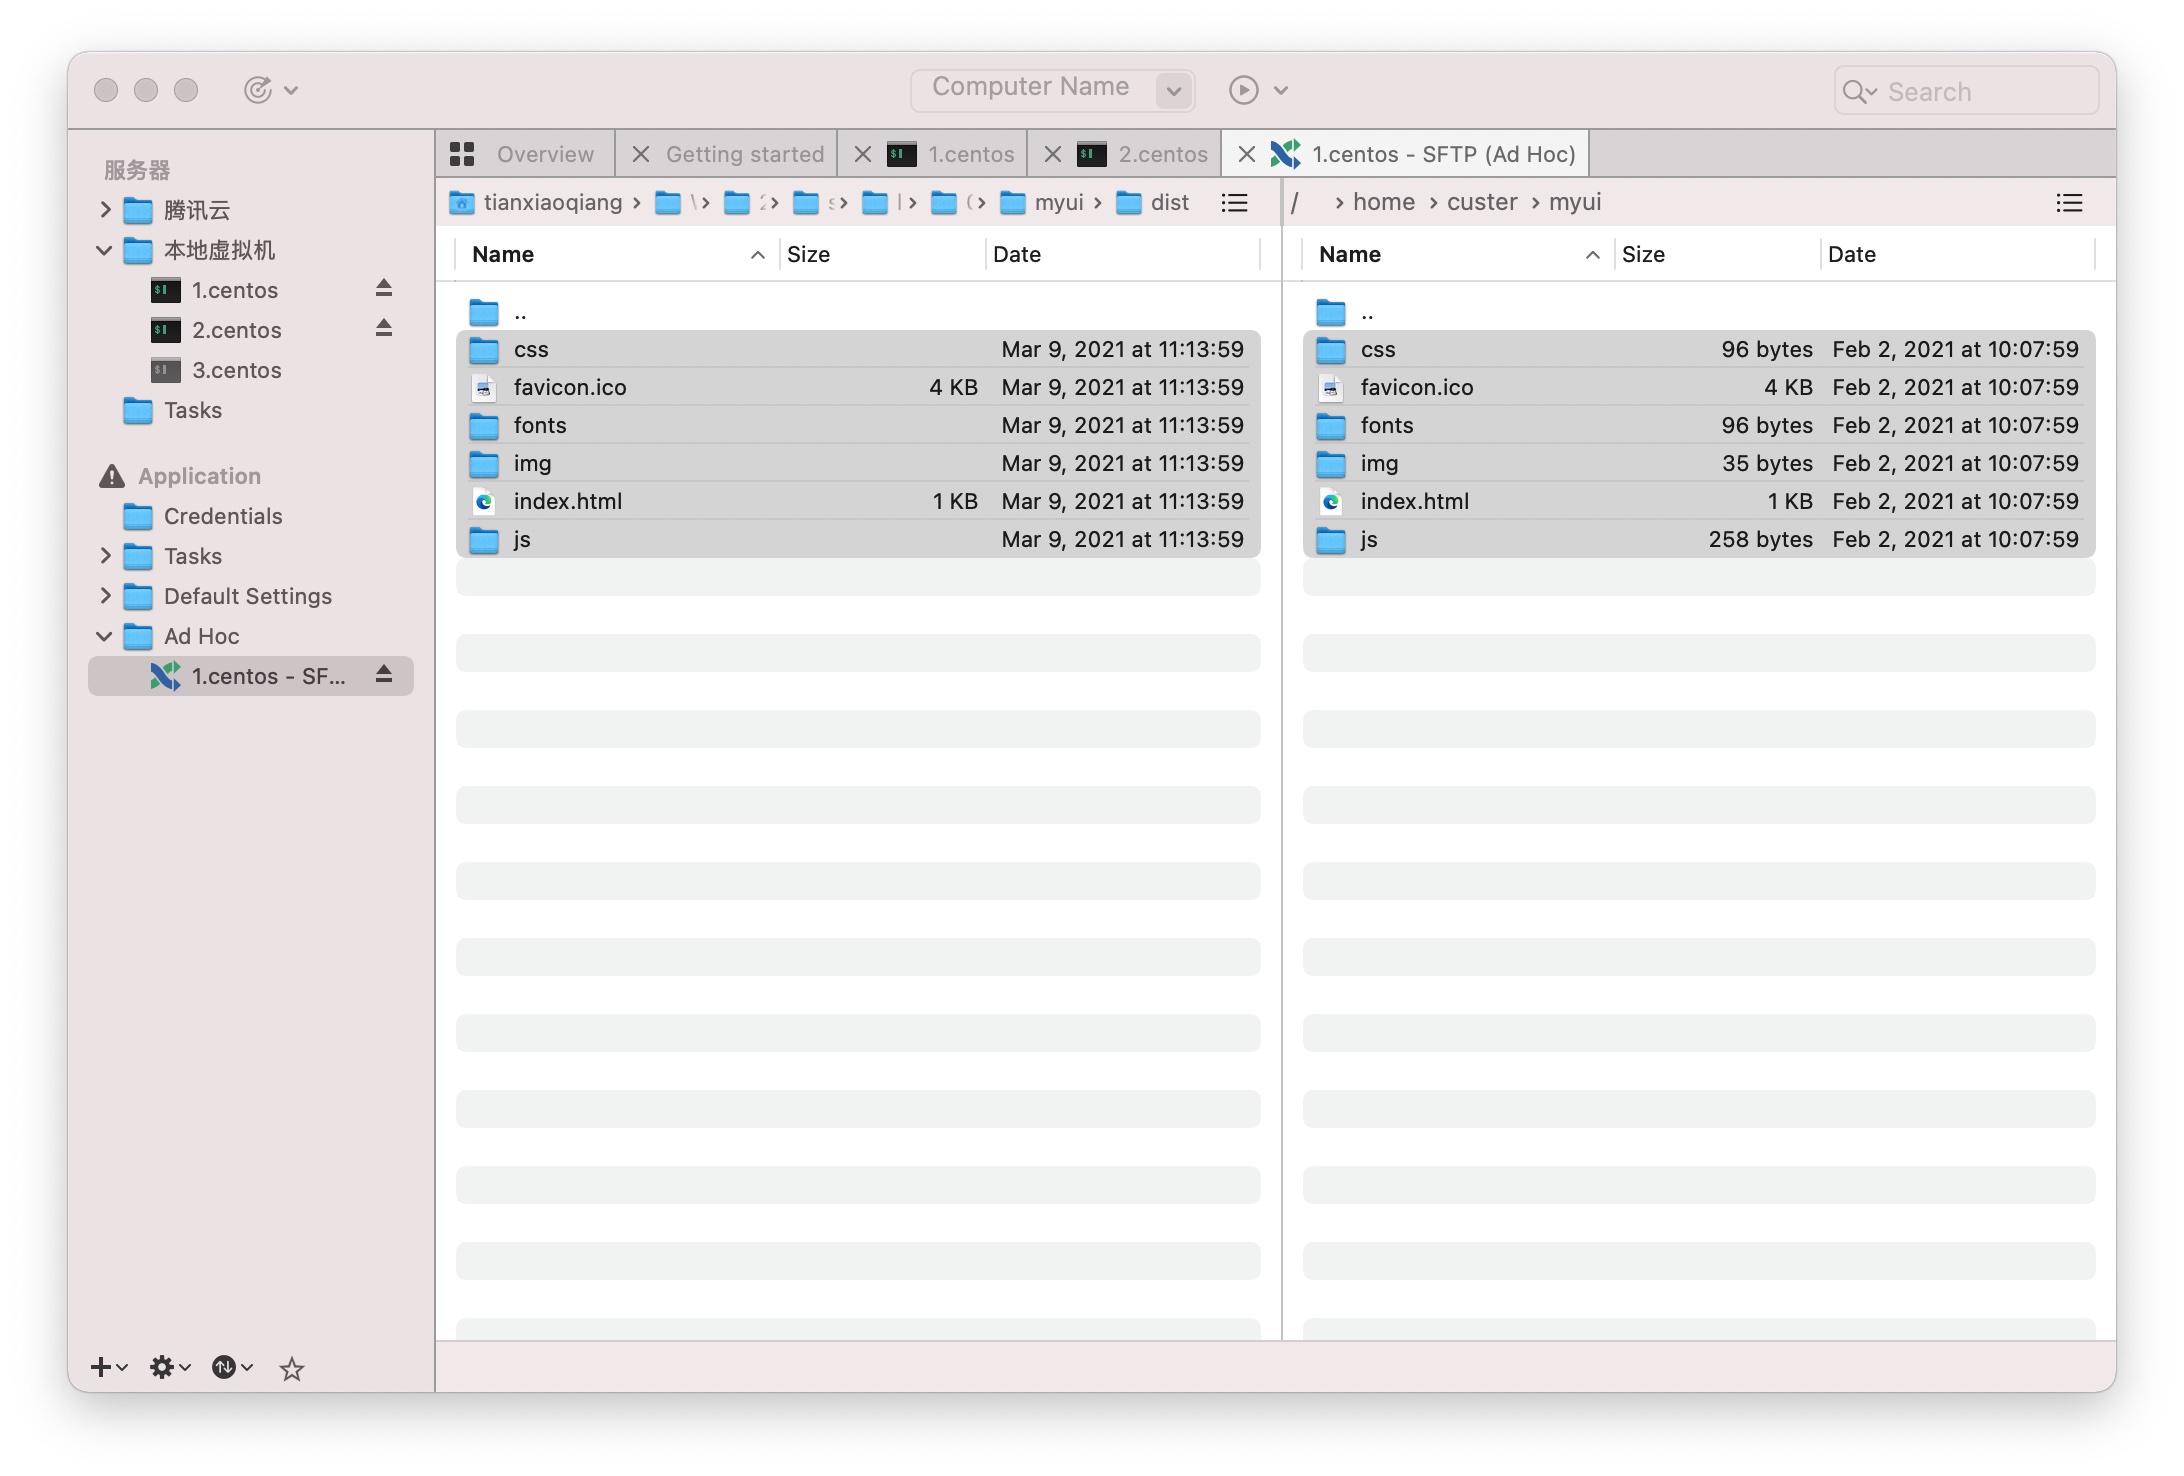 Computer Name
Search
服务器
腾讯云
本地虚拟机
1.centos
2.centos
3.centos
Tasks
Application
Credentials
Tasks
Default Settings
Ad Hoc
1.centos - SF...
Overview
Getting started
1.centos
2.centos
1.centos - SFTP (Ad Hoc)
tianxiaoqiang › › › › › › myui › dist
/ › home › custer › myui
Name Size Date
..
css Mar 9, 2021 at 11:13:59
favicon.ico 4 KB Mar 9, 2021 at 11:13:59
fonts Mar 9, 2021 at 11:13:59
img Mar 9, 2021 at 11:13:59
index.html 1 KB Mar 9, 2021 at 11:13:59
js Mar 9, 2021 at 11:13:59
Name Size Date
..
css 96 bytes Feb 2, 2021 at 10:07:59
favicon.ico 4 KB Feb 2, 2021 at 10:07:59
fonts 96 bytes Feb 2, 2021 at 10:07:59
img 35 bytes Feb 2, 2021 at 10:07:59
index.html 1 KB Feb 2, 2021 at 10:07:59
js 258 bytes Feb 2, 2021 at 10:07:59